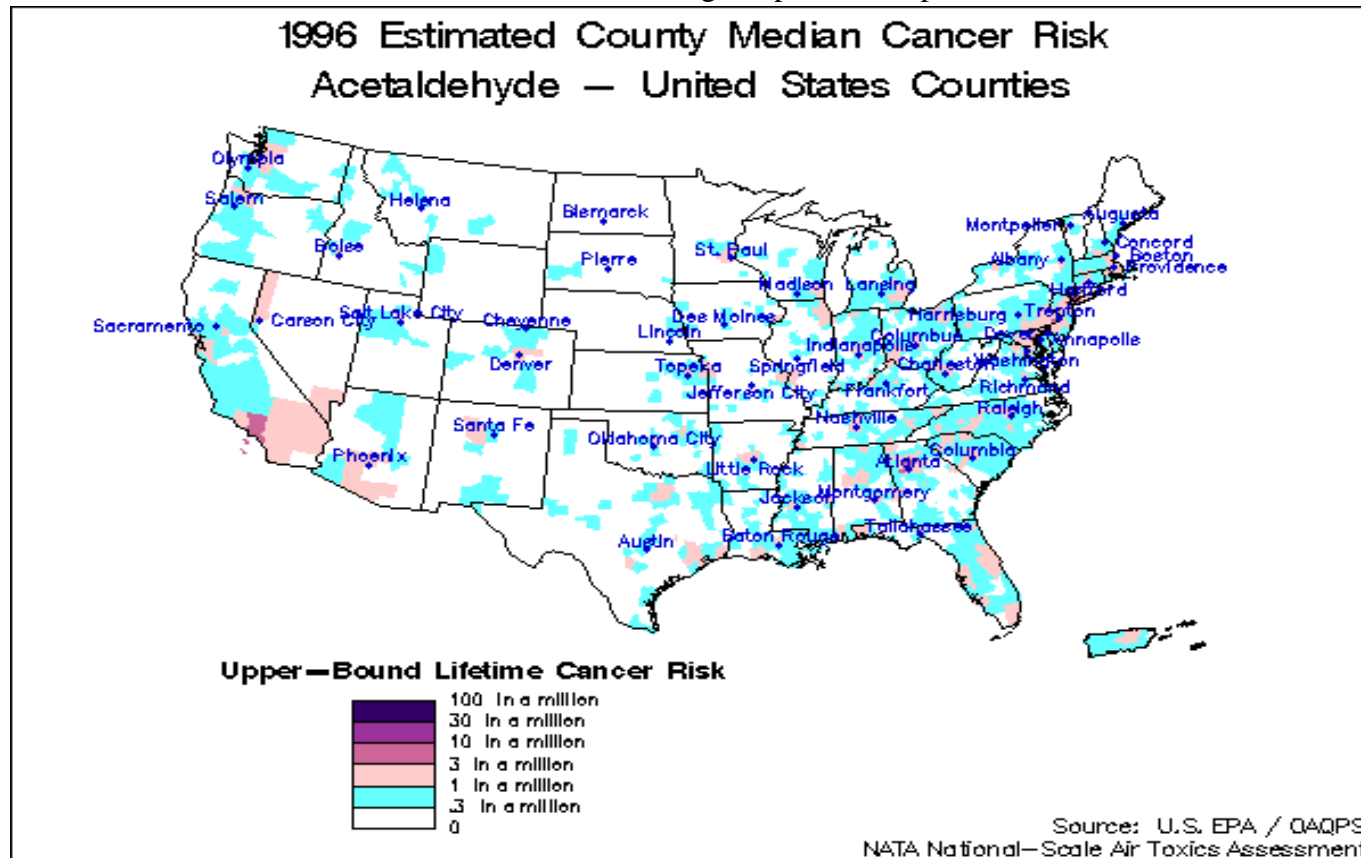 1996 Estimated County Median Cancer Risk
Acetaldehyde — United States Counties
Olympia
Salem
Helena
Bismarck
Boise
Pierre
St. Paul
Montpelier
Augusta
Concord
Boston
Albany
Providence
Madison
Lansing
Hartford
Sacramento
Carson City
Salt Lake City
Cheyenne
Lincoln
Des Moines
Harrisburg
Trenton
Columbus
Dover
Annapolis
Indianapolis
Denver
Topeka
Springfield
Charleston
Washington
Jefferson City
Frankfort
Richmond
Santa Fe
Oklahoma City
Nashville
Raleigh
Phoenix
Little Rock
Atlanta
Columbia
Jackson
Montgomery
Austin
Baton Rouge
Tallahassee
Upper—Bound Lifetime Cancer Risk
100 in a million
30 in a million
10 in a million
3 in a million
1 in a million
.3 in a million
0
Source: U.S. EPA / OAQPS
NATA National—Scale Air Toxics Assessment